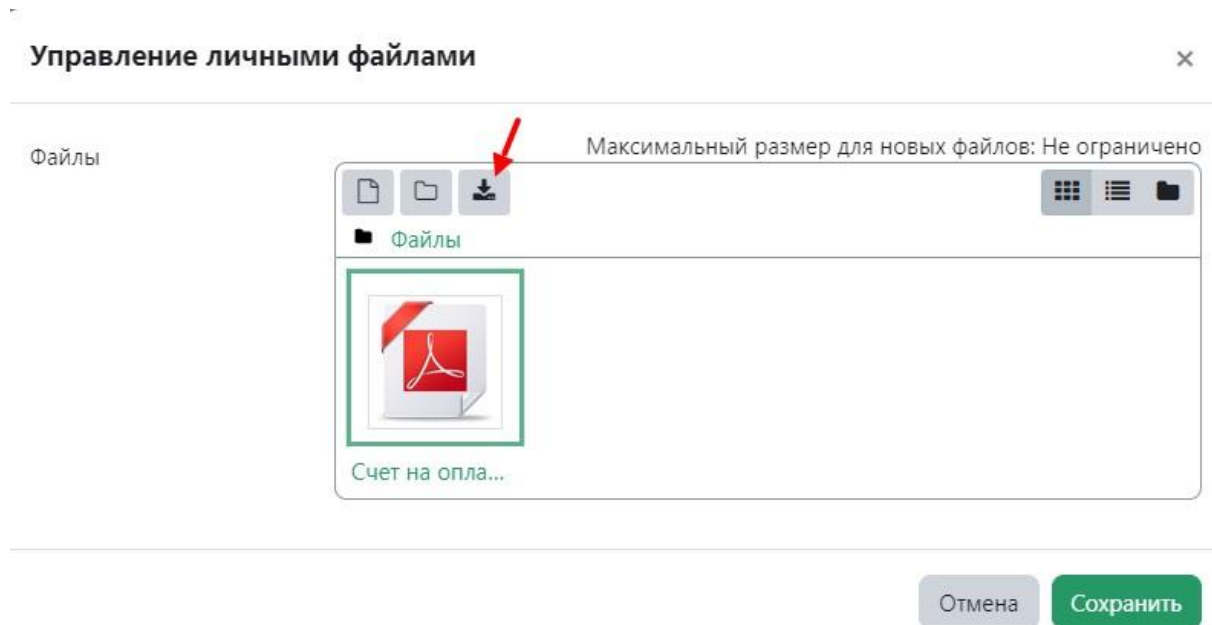 Управление личными файлами
Файлы
Максимальный размер для новых файлов: Не ограничено
Файлы
Счет на опла...
Отмена
Сохранить